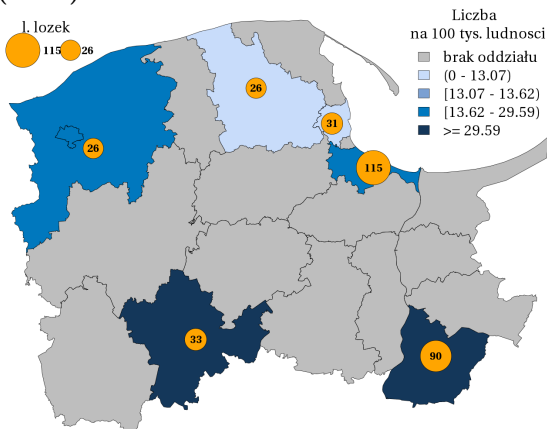 l. lozek
115 26
Liczba
na 100 tys. ludnosci
brak oddziału
(0 - 13.07)
[13.07 - 13.62)
[13.62 - 29.59)
>= 29.59
26
31
26
115
33
90